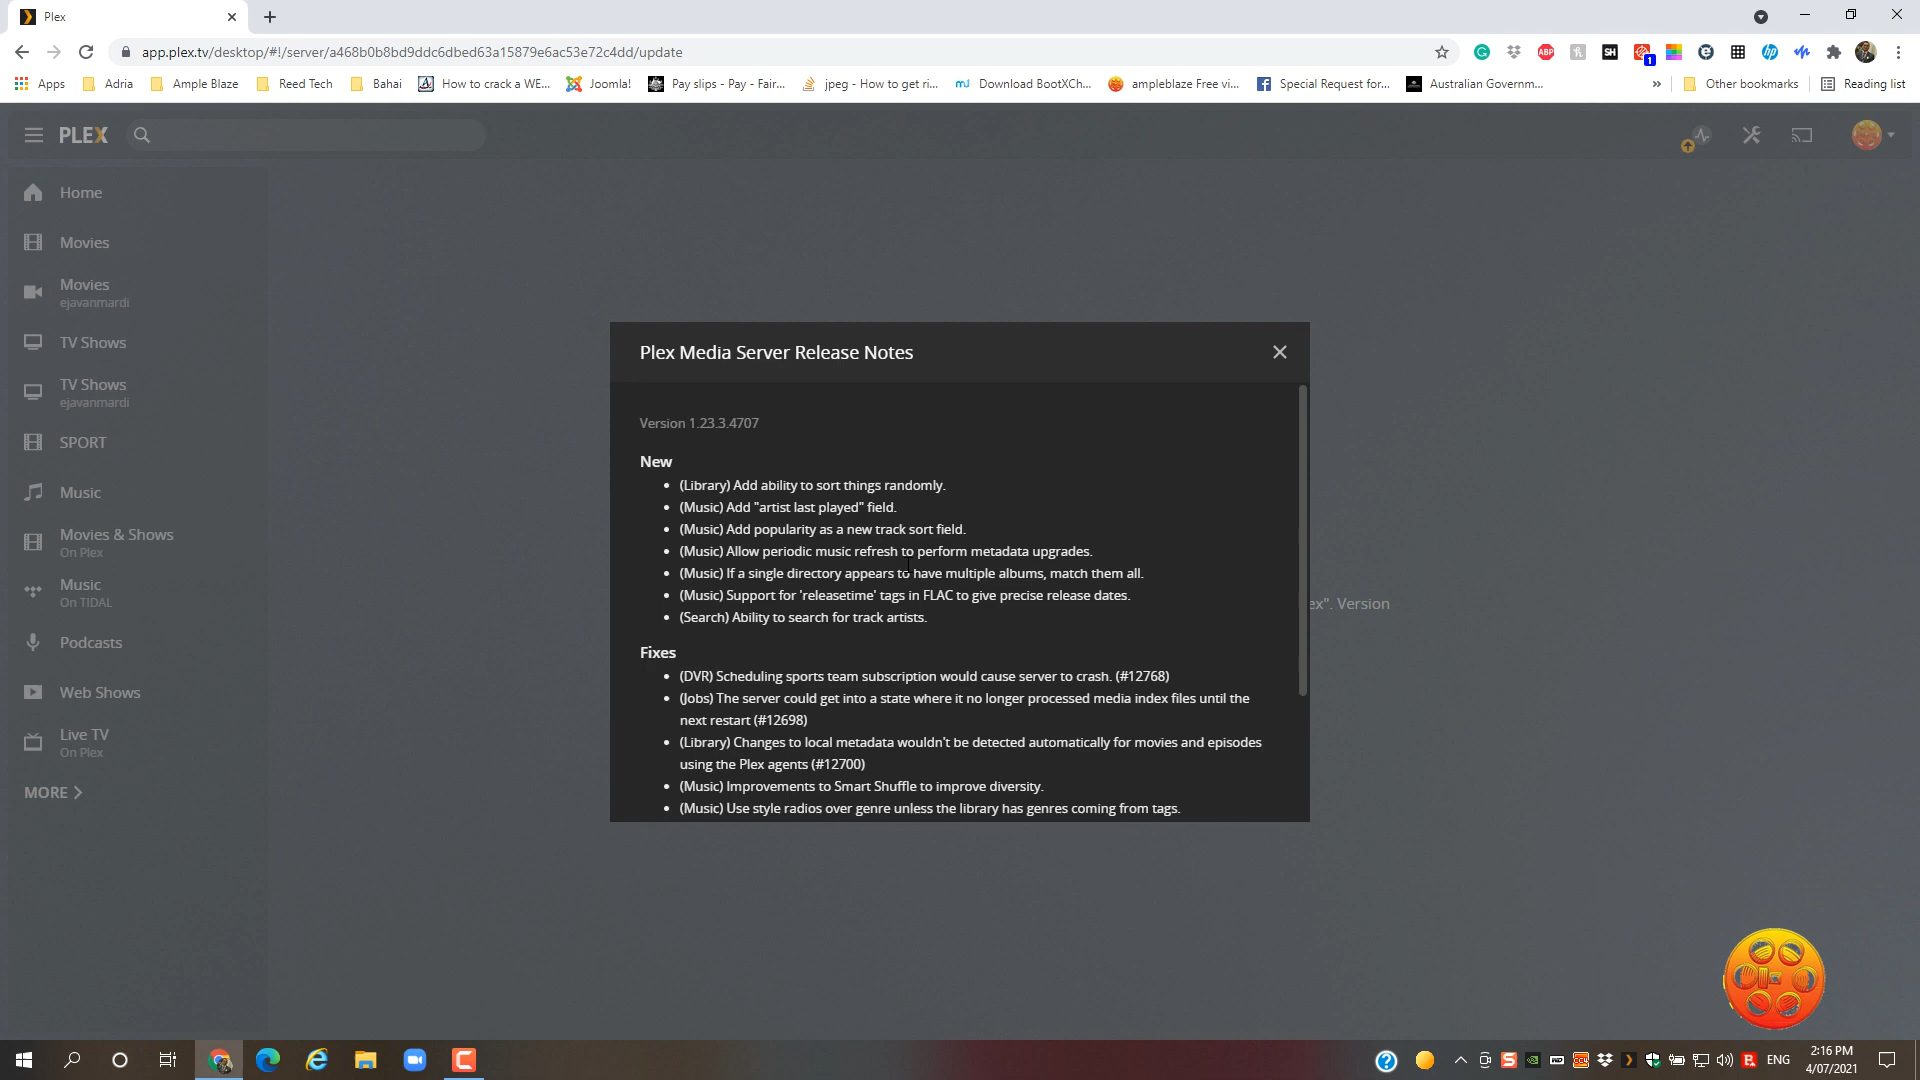 Plex
app.plex.tv/desktop/#!/server/a468b0b8bd9ddc6dbed63a15879e6ac53e72c4dd/update
ABP SH 1 hp
Apps Adria Ample Blaze Reed Tech Bahai How to crack a WE... Joomla! Pay slips - Pay - Fair... jpeg - How to get ri... Download BootXCh... ampleblaze Free vi... Special Request for... Australian Governm... » Other bookmarks Reading list
PLEX
Home
Movies
Movies
ejavanmardi
TV Shows
TV Shows
ejavanmardi
SPORT
Music
Movies & Shows
On Plex
Music
On TIDAL
Podcasts
Web Shows
Live TV
On Plex
MORE
Plex Media Server Release Notes
Version 1.23.3.4707
New
• (Library) Add ability to sort things randomly.
• (Music) Add "artist last played" field.
• (Music) Add popularity as a new track sort field.
• (Music) Allow periodic music refresh to perform metadata upgrades.
• (Music) If a single directory appears to have multiple albums, match them all.
• (Music) Support for 'releasetime' tags in FLAC to give precise release dates.
• (Search) Ability to search for track artists.
Fixes
• (DVR) Scheduling sports team subscription would cause server to crash. (#12768)
• (Jobs) The server could get into a state where it no longer processed media index files until the
next restart (#12698)
• (Library) Changes to local metadata wouldn't be detected automatically for movies and episodes
using the Plex agents (#12700)
• (Music) Improvements to Smart Shuffle to improve diversity.
• (Music) Use style radios over genre unless the library has genres coming from tags.
ex". Version
ENG
2:16 PM
4/07/2021